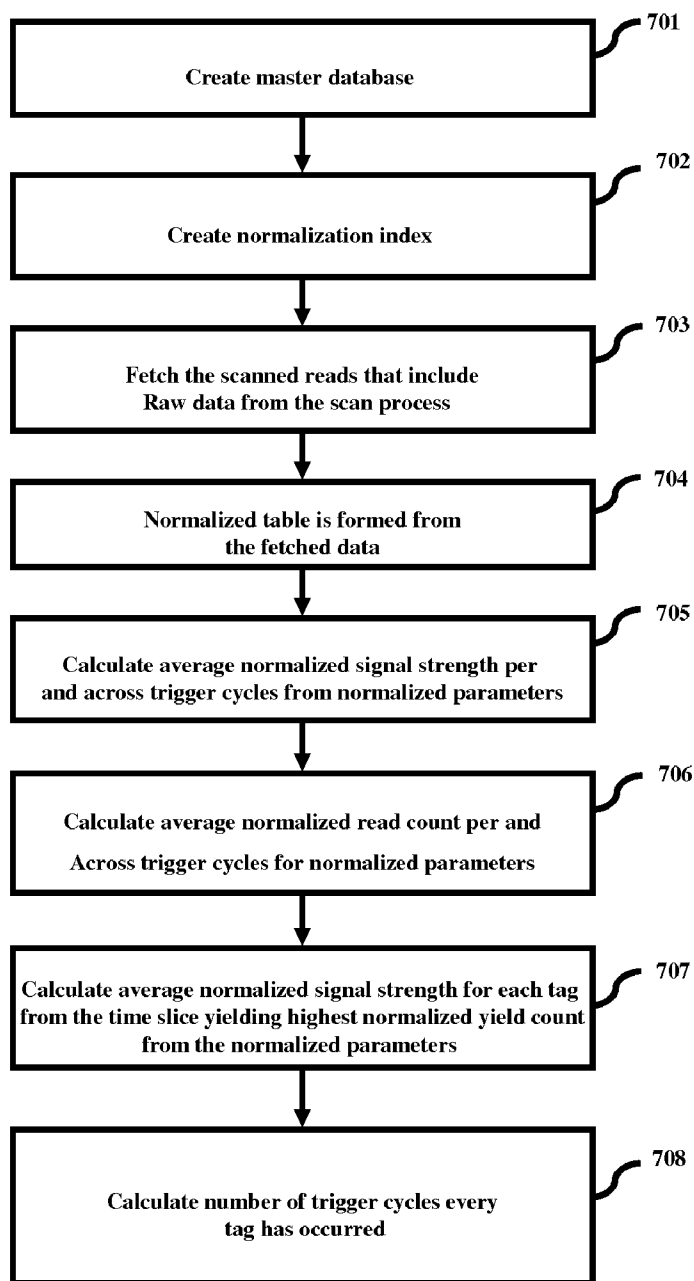 701
Create master database
702
Create normalization index
703
Fetch the scanned reads that include
Raw data from the scan process
704
Normalized table is formed from
the fetched data
705
Calculate average normalized signal strength per
and across trigger cycles from normalized parameters
706
Calculate average normalized read count per and
Across trigger cycles for normalized parameters
707
Calculate average normalized signal strength for each tag
from the time slice yielding highest normalized yield count
from the normalized parameters
708
Calculate number of trigger cycles every
tag has occurred